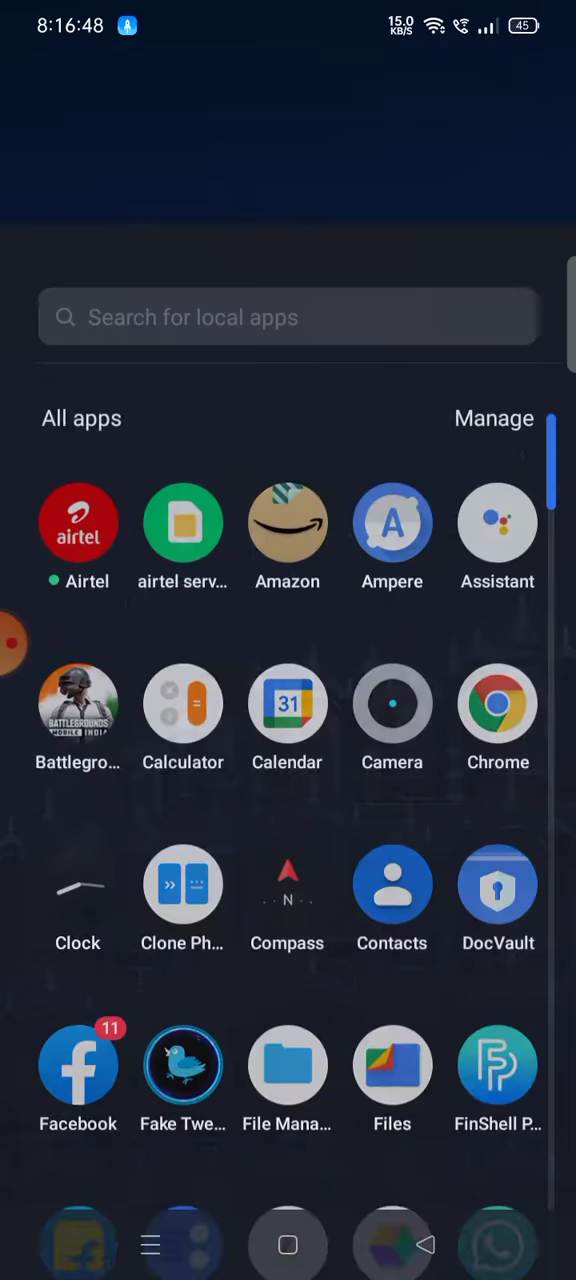 8:16:48 15.0 KB/S 45
Search for local apps
All apps Manage
airtel A
Airtel airtel serv... Amazon Ampere Assistant
BATTLEGROUNDS
MOBILE INDIA
31
Battlegro... Calculator Calendar Camera Chrome
N
Clock Clone Ph... Compass Contacts DocVault
11
Facebook Fake Twe... File Mana... Files FinShell P...